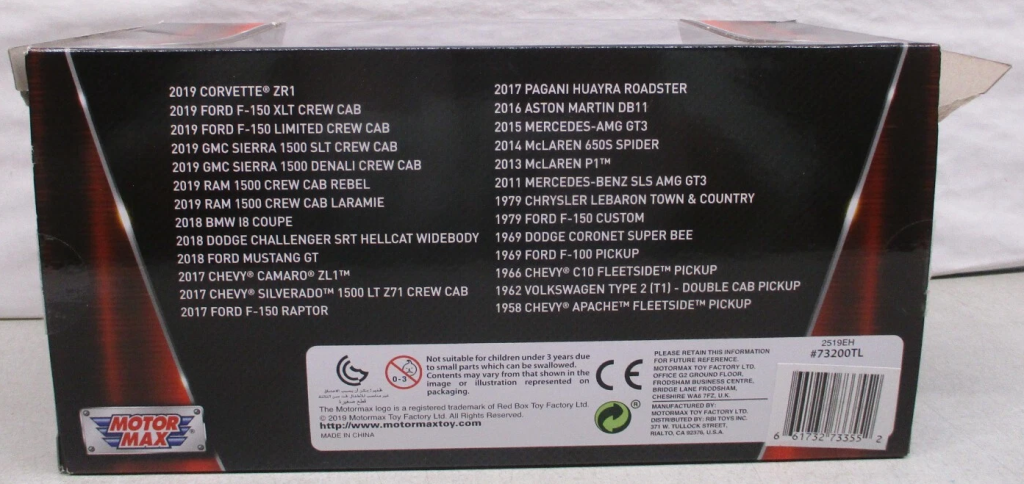 2019 CORVETTE® ZR1
2019 FORD F-150 XLT CREW CAB
2019 FORD F-150 LIMITED CREW CAB
2019 GMC SIERRA 1500 SLT CREW CAB
2019 GMC SIERRA 1500 DENALI CREW CAB
2019 RAM 1500 CREW CAB REBEL
2019 RAM 1500 CREW CAB LARAMIE
2018 BMW I8 COUPE
2018 DODGE CHALLENGER SRT HELLCAT WIDEBODY
2018 FORD MUSTANG GT
2017 CHEVY® CAMARO® ZL1™
2017 CHEVY® SILVERADO™ 1500 LT Z71 CREW CAB
2017 FORD F-150 RAPTOR
2017 PAGANI HUAYRA ROADSTER
2016 ASTON MARTIN DB11
2015 MERCEDES-AMG GT3
2014 McLAREN 650S SPIDER
2013 McLAREN P1™
2011 MERCEDES-BENZ SLS AMG GT3
1979 CHRYSLER LEBARON TOWN & COUNTRY
1979 FORD F-150 CUSTOM
1969 DODGE CORONET SUPER BEE
1969 FORD F-100 PICKUP
1966 CHEVY® C10 FLEETSIDE™ PICKUP
1962 VOLKSWAGEN TYPE 2 (T1) - DOUBLE CAB PICKUP
1958 CHEVY® APACHE™ FLEETSIDE™ PICKUP
MOTOR
MAX
0-3
Not suitable for children under 3 years due
to small parts which can be swallowed.
Contents may vary from that shown in the
image or illustration represented on
packaging.
The Motormax logo is a registered trademark of Red Box Toy Factory Ltd.
© 2019 Motormax Toy Factory Ltd. All Rights Reserved.
http://www.motormaxtoy.com
MADE IN CHINA
CE
®
PLEASE RETAIN THIS INFORMATION
FOR FUTURE REFERENCE.
MOTORMAX TOY FACTORY LTD.
OFFICE G2 GROUND FLOOR,
FRODSHAM BUSINESS CENTRE,
BRIDGE LANE FRODSHAM,
CHESHIRE WA6 7FZ, U.K.
MANUFACTURED BY:
MOTORMAX TOY FACTORY LTD.
DISTRIBUTED BY: RBI TOYS INC.
371 W. TULLOCK STREET,
RIALTO, CA 92376, U.S.A.
2519EH
#73200TL
6 61732 73355 2